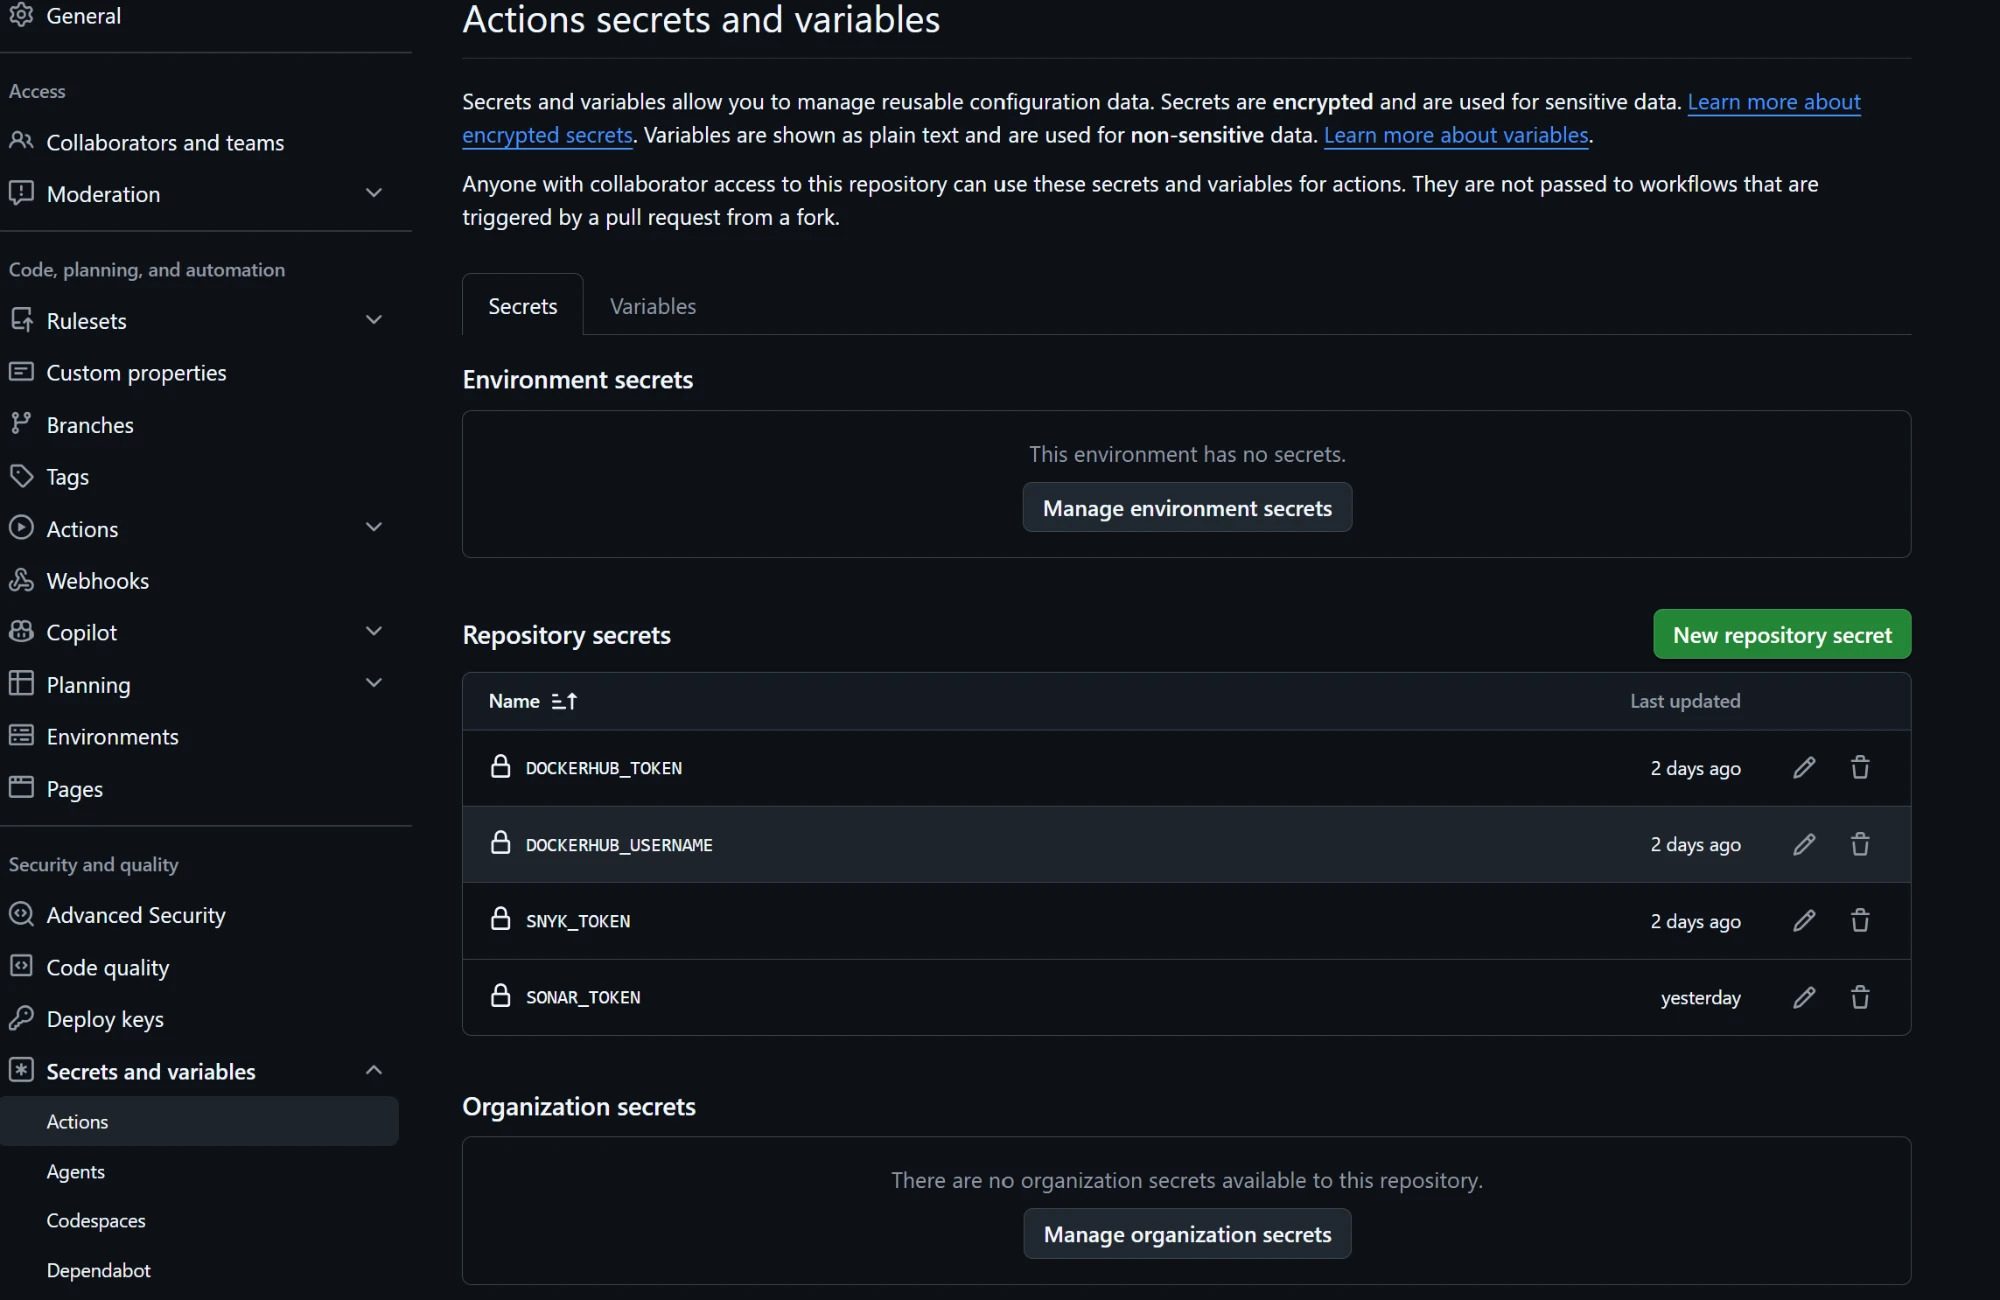 General
Access
Collaborators and teams
Moderation
Code, planning, and automation
Rulesets
Custom properties
Branches
Tags
Actions
Webhooks
Copilot
Planning
Environments
Pages
Security and quality
Advanced Security
Code quality
Deploy keys
Secrets and variables
Actions
Agents
Codespaces
Dependabot
Actions secrets and variables
Secrets and variables allow you to manage reusable configuration data. Secrets are encrypted and are used for sensitive data. Learn more about
encrypted secrets. Variables are shown as plain text and are used for non-sensitive data. Learn more about variables.
Anyone with collaborator access to this repository can use these secrets and variables for actions. They are not passed to workflows that are
triggered by a pull request from a fork.
Secrets Variables
Environment secrets
This environment has no secrets.
Manage environment secrets
Repository secrets New repository secret
Name Last updated
DOCKERHUB_TOKEN 2 days ago
DOCKERHUB_USERNAME 2 days ago
SNYK_TOKEN 2 days ago
SONAR_TOKEN yesterday
Organization secrets
There are no organization secrets available to this repository.
Manage organization secrets